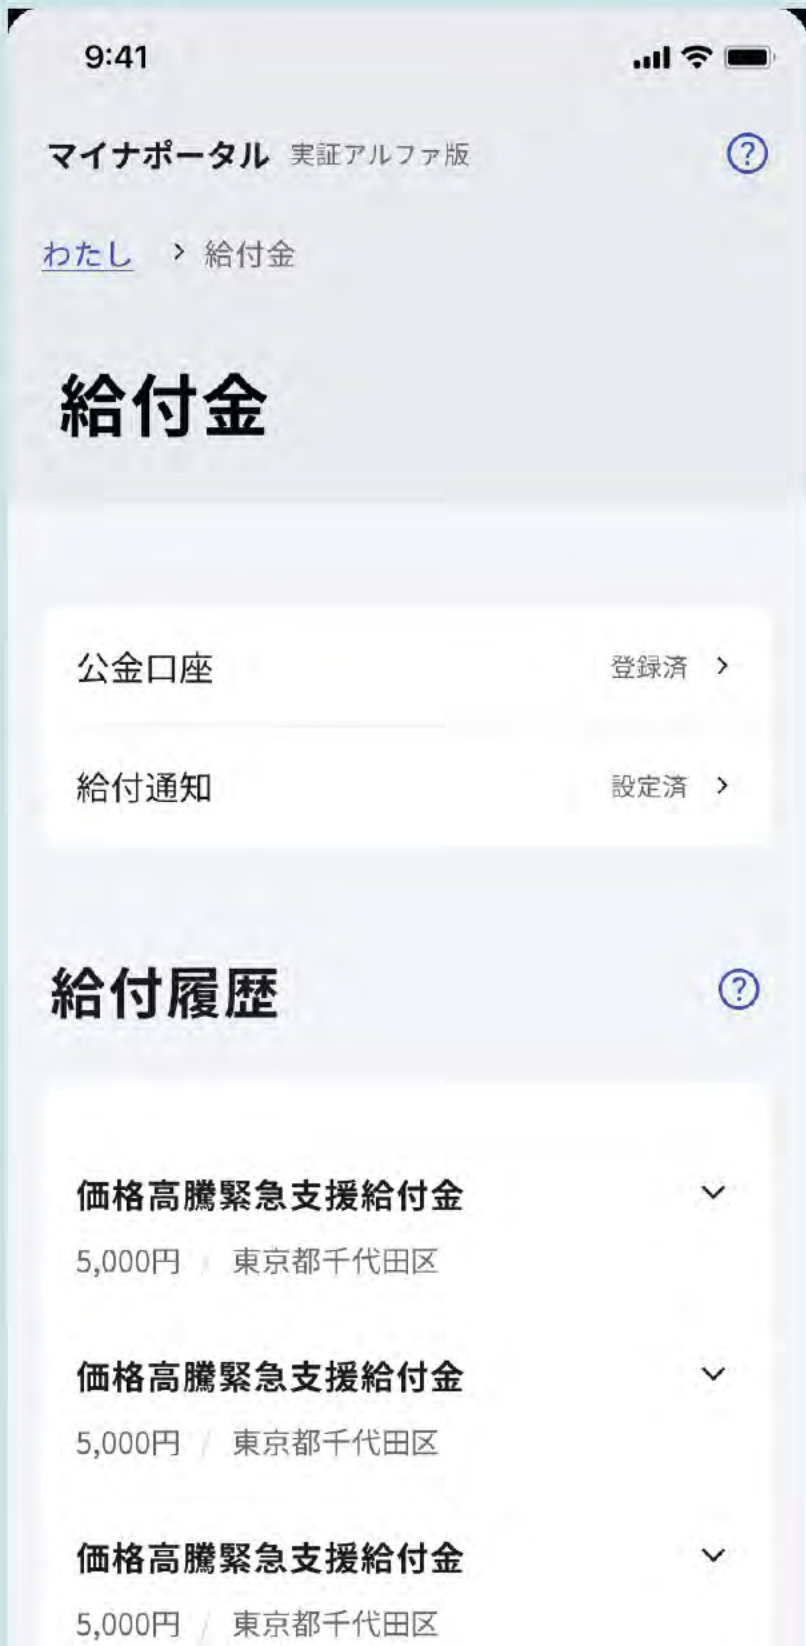 9:41
マイナポータル 実証アルファ版 ?
わたし > 給付金
給付金
公金口座 登録済 >
給付通知 設定済 >
給付履歴 ?
価格高騰緊急支援給付金
5,000円 / 東京都千代田区
価格高騰緊急支援給付金
5,000円 / 東京都千代田区
価格高騰緊急支援給付金
5,000円 / 東京都千代田区